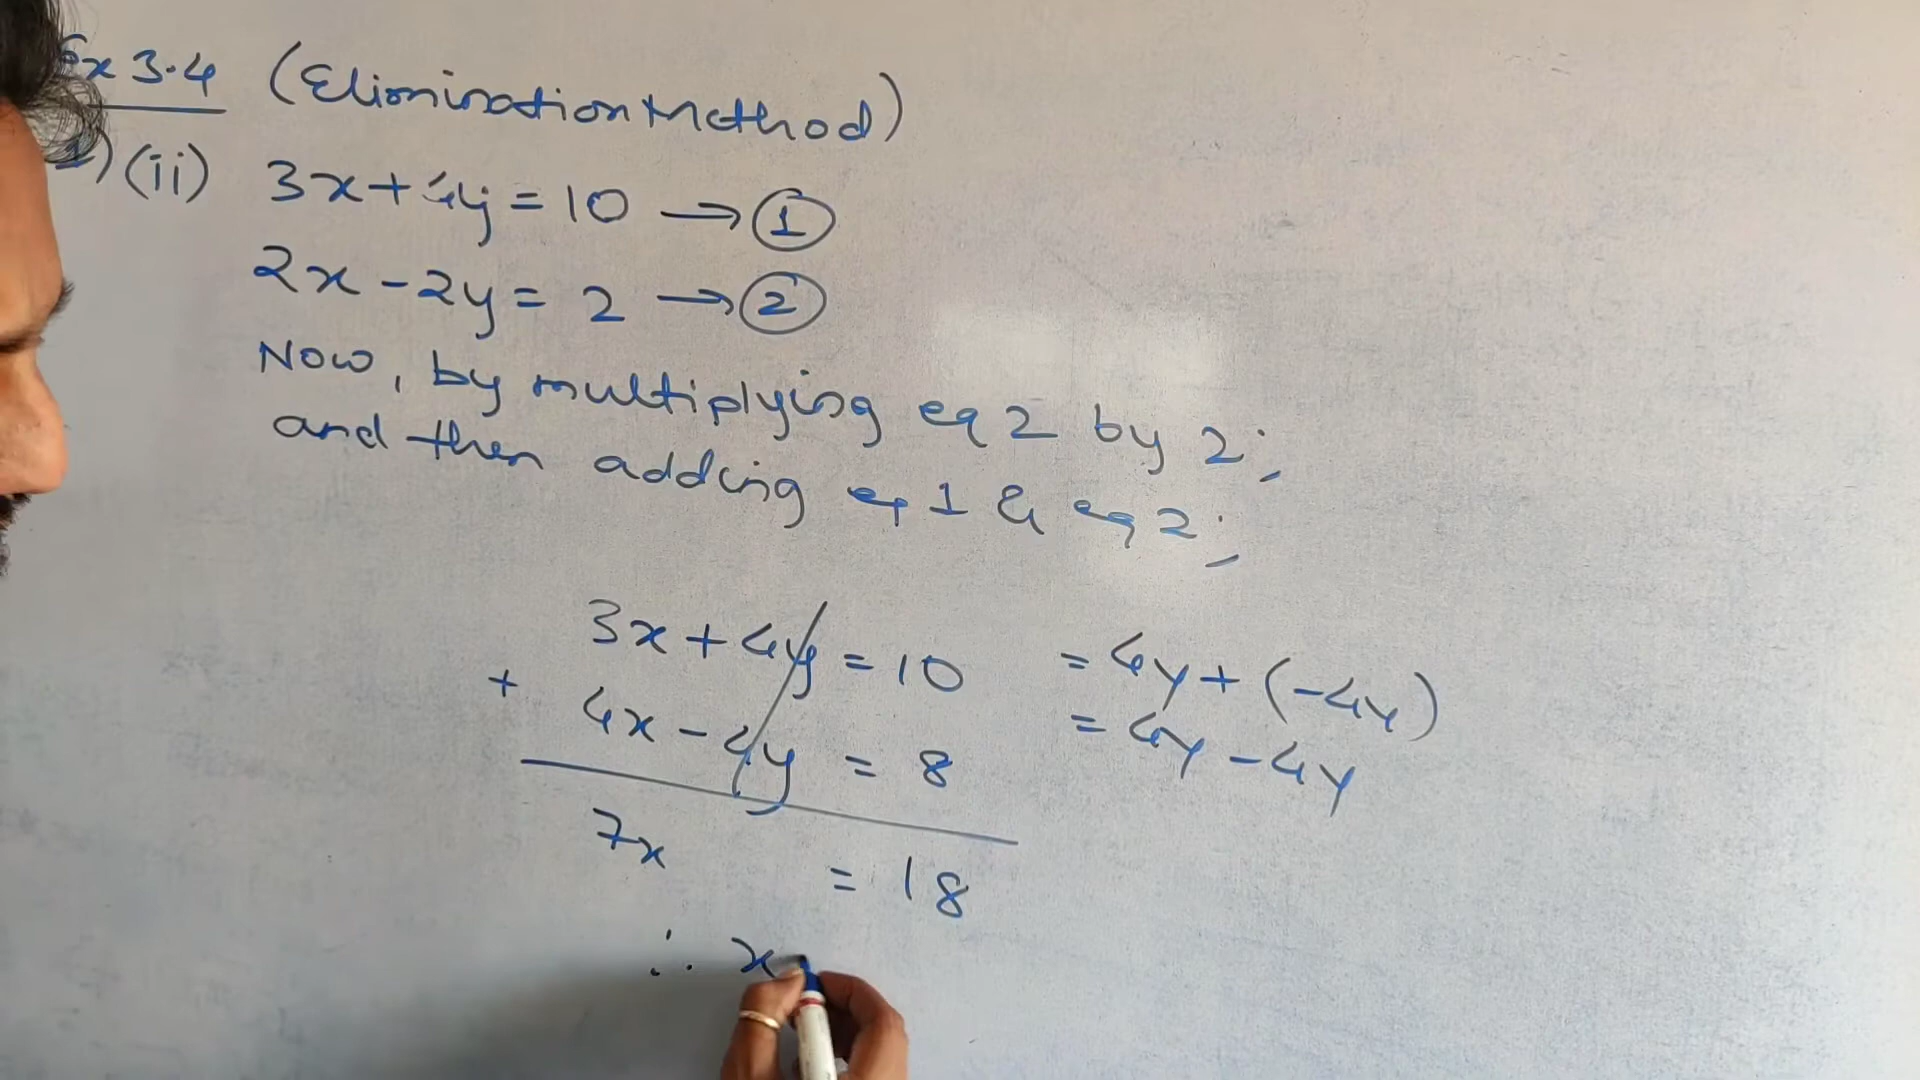 Ex 3.4 (Elimination Method)
1) (ii) 3x + 4y = 10 → ①
2x - 2y = 2 → ②
Now, by multiplying eq 2 by 2;
and then adding eq 1 & eq 2;
3x + 4y = 10 = 4y + (-4y)
+ 4x - 4y = 8 = 4y - 4y
7x = 18
∴ x